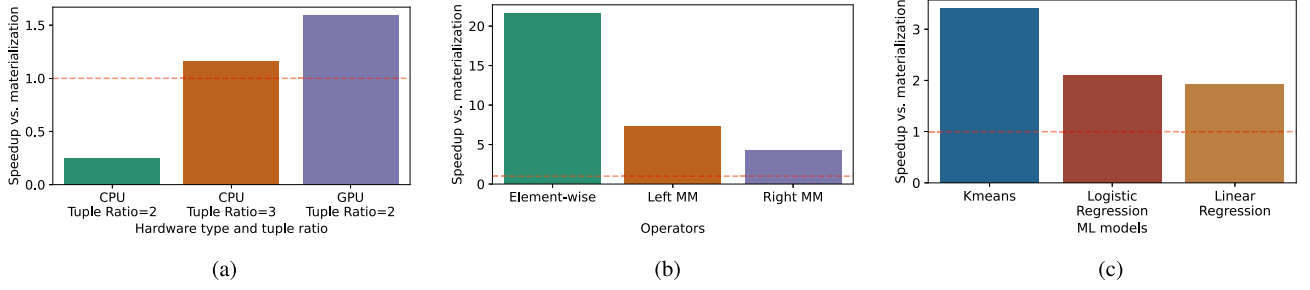 Speedup vs. materialization
1.5
1.0
0.5
0.0
CPU
Tuple Ratio=2
CPU
Tuple Ratio=3
GPU
Tuple Ratio=2
Hardware type and tuple ratio
(a)
Speedup vs. materialization
20
15
10
5
0
Element-wise
Left MM
Right MM
Operators
(b)
Speedup vs. materialization
3
2
1
0
Kmeans
Logistic
Regression
Linear
Regression
ML models
(c)